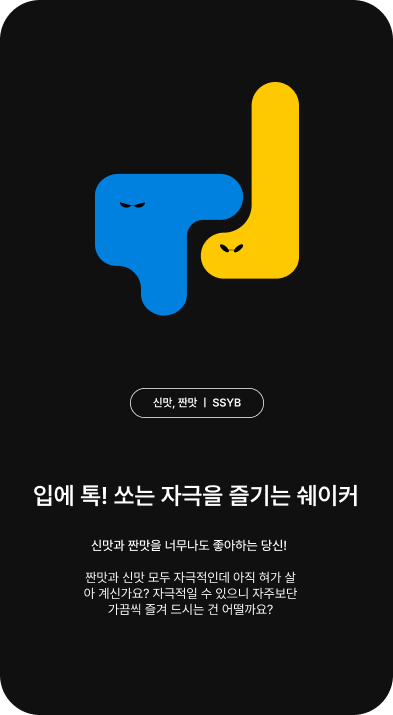 신맛, 짠맛 | SSYB
입에 톡! 쏘는 자극을 즐기는 쉐이커
신맛과 짠맛을 너무나도 좋아하는 당신!
짠맛과 신맛 모두 자극적인데 아직 혀가 살
아 계신가요? 자극적일 수 있으니 자주보단
가끔씩 즐겨 드시는 건 어떨까요?